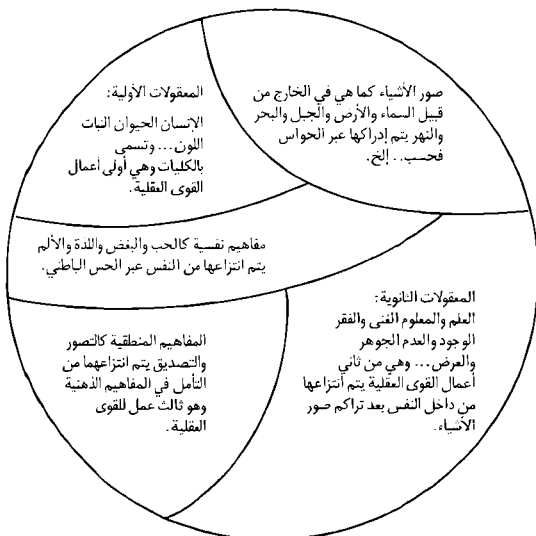 صور الأشياء كما هي في الخارج من
قبيل السماء والأرض والجبل والبحر
والنهر يتم إدراكها عبر الحواس
فحسب.. إلخ.
المعقولات الأولية:
الإنسان الحيوان النبات
اللون... وتسمى
بالكليات وهي أولى أعمال
القوى العقلية.
مفاهيم نفسية كالحب والبغض واللذة والألم
يتم انتزاعها من النفس عبر الحس الباطني.
المعقولات الثانوية:
العلم والمعلوم الغنى والفقر
الوجود والعدم الجوهر
والعرض... وهي من ثاني
أعمال القوى العقلية يتم انتزاعها
من داخل النفس بعد تراكم صور
الأشياء.
المفاهيم المنطقية كالتصور
والتصديق يتم انتزاعهما من
التأمل في المفاهيم الذهنية
وهو ثالث عمل للقوى
العقلية.